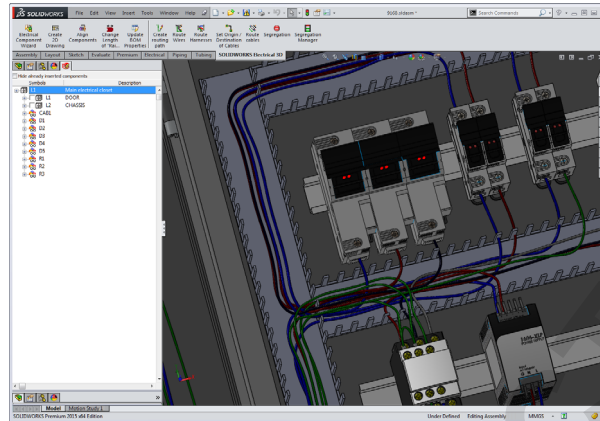 SOLIDWORKS File Edit View Insert Tools Window Help Search Commands
Electrical Component Wizard
Create 2D Drawing
Align Components
Change Length of
Update BOM Properties
Create routing path
Route Wires
Route Harnesses
Set Origin / Destination of Cables
Route cables
Segregation
Segregation Manager
Assembly Layout Sketch Evaluate Premium Electrical Piping Tubing SOLIDWORKS Electrical 3D
Hide already inserted components
Symbols Description
L1 Main electrical closet
L1 DOOR
L2 CHASSIS
CAB1
D1
D2
D3
D4
D5
R1
R2
R3
Model Motion Study 1
SOLIDWORKS Premium 2015 x64 Edition Under Defined Editing Assembly MMGS